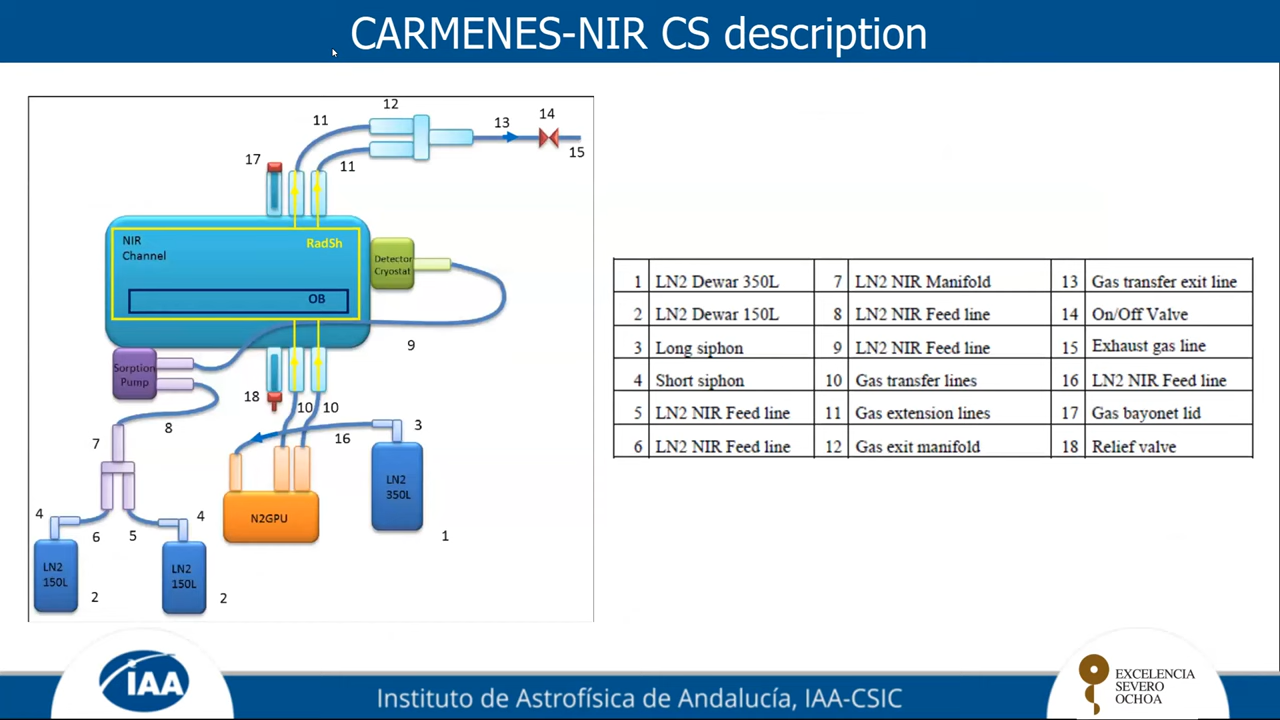 CARMENES-NIR CS description
12
11
14
13
17
11
15
NIR
Channel
RadSh
Detector
Cryostat
OB
9
Sorption
Pump
18
10
10
8
16
3
7
LN2
350L
4
4
N2GPU
6
5
1
LN2
150L
2
LN2
150L
2
1 LN2 Dewar 350L 7 LN2 NIR Manifold 13 Gas transfer exit line
2 LN2 Dewar 150L 8 LN2 NIR Feed line 14 On/Off Valve
3 Long siphon 9 LN2 NIR Feed line 15 Exhaust gas line
4 Short siphon 10 Gas transfer lines 16 LN2 NIR Feed line
5 LN2 NIR Feed line 11 Gas extension lines 17 Gas bayonet lid
6 LN2 NIR Feed line 12 Gas exit manifold 18 Relief valve
IAA
Instituto de Astrofísica de Andalucía, IAA-CSIC
EXCELENCIA
SEVERO
OCHOA